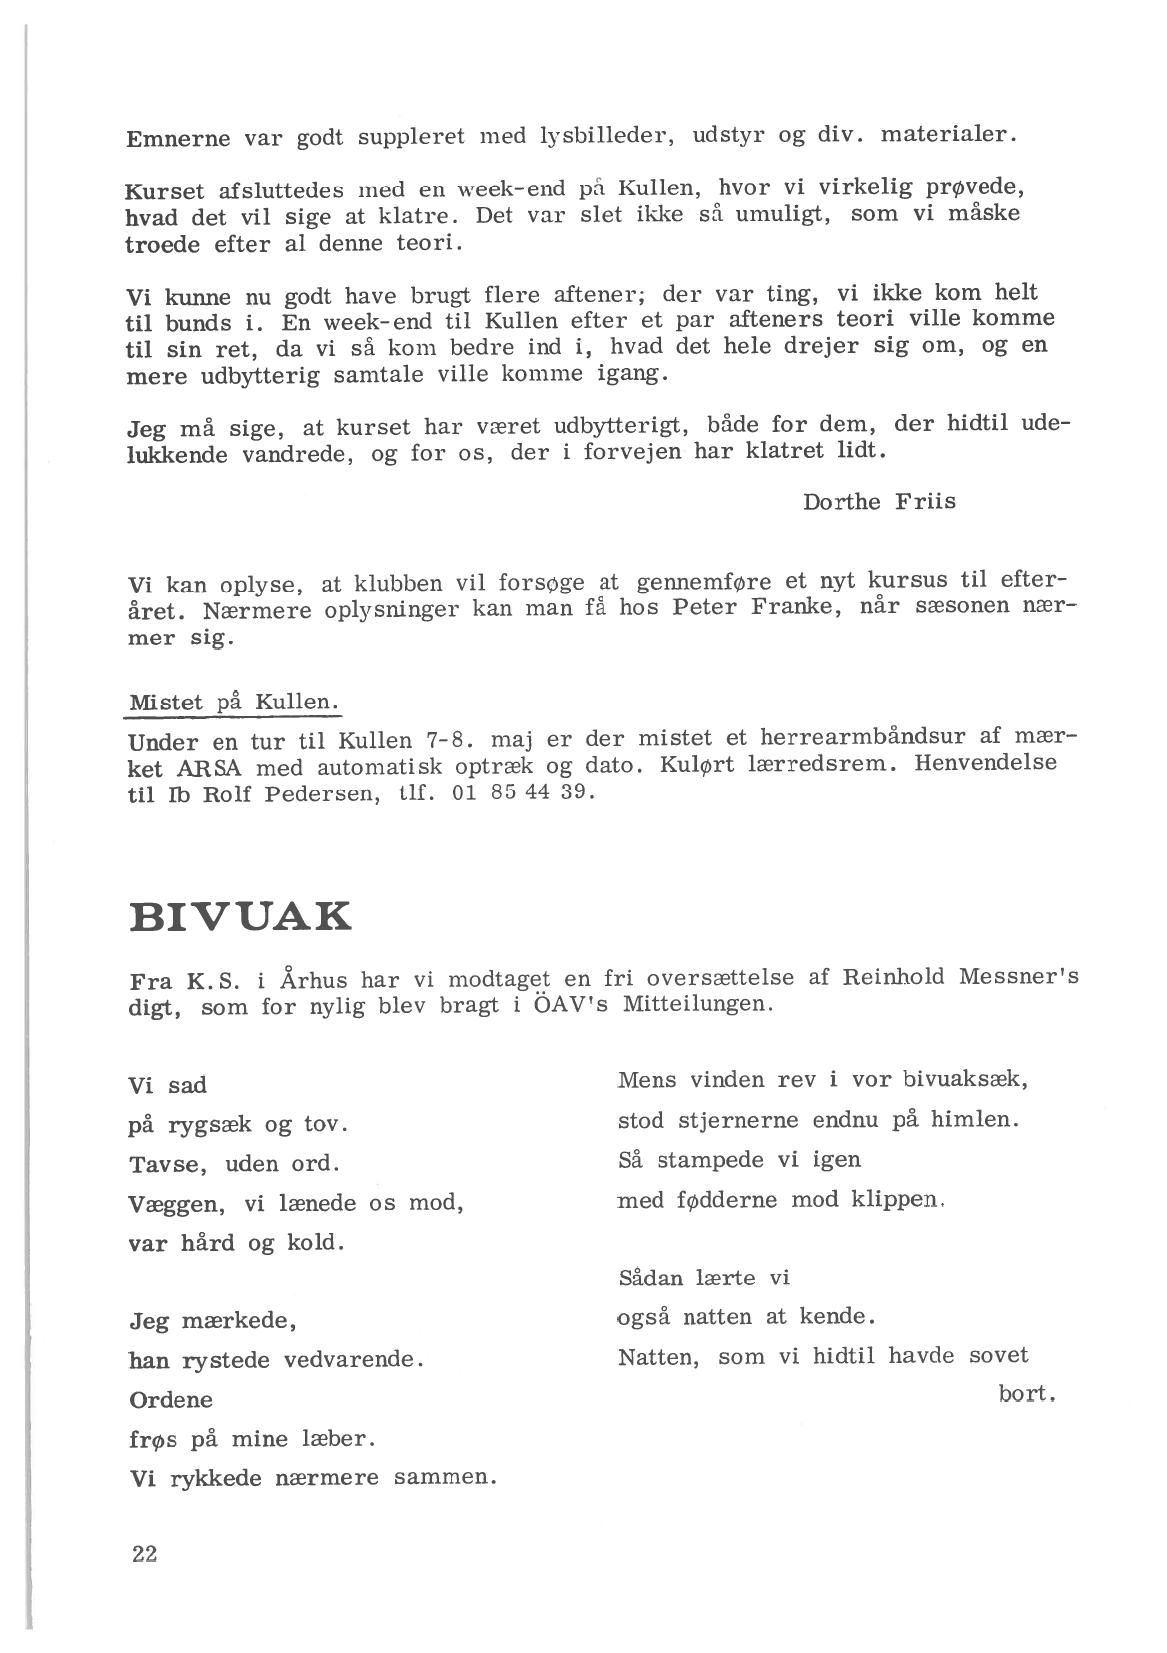 Emnerne var godt suppleret med lysbilleder, udstyr og div. materialer.
Kurset afsluttedes med en week-end på Kullen, hvor vi virkelig prøvede,
hvad det vil sige at klatre. Det var slet ikke så umuligt, som vi måske
troede efter al denne teori.
Vi kunne nu godt have brugt flere aftener; der var ting, vi ikke kom helt
til bunds i. En week-end til Kullen efter et par afteners teori ville komme
til sin ret, da vi så kom bedre ind i, hvad det hele drejer sig om, og en
mere udbytterig samtale ville komme igang.
Jeg må sige, at kurset har været udbytterigt, både for dem, der hidtil ude-
lukkende vandrede, og for os, der i forvejen har klatret lidt.
Dorthe Friis
Vi kan oplyse, at klubben vil forsøge at gennemføre et nyt kursus til efter-
året. Nærmere oplysninger kan man få hos Peter Franke, når sæsonen nær-
mer sig.
Mistet på Kullen.
Under en tur til Kullen 7-8. maj er der mistet et herrearmbåndsur af mær-
ket ARSA med automatisk optræk og dato. Kulørt lærredsrem. Henvendelse
til Ib Rolf Pedersen, tlf. 01 85 44 39.
BIVUAK
Fra K.S. i Århus har vi modtaget en fri oversættelse af Reinhold Messner's
digt, som for nylig blev bragt i ÖAV's Mitteilungen.
Vi sad
på rygsæk og tov.
Tavse, uden ord.
Væggen, vi lænede os mod,
var hård og kold.
Jeg mærkede,
han rystede vedvarende.
Ordene
frøs på mine læber.
Vi rykkede nærmere sammen.
Mens vinden rev i vor bivuaksæk,
stod stjernerne endnu på himlen.
Så stampede vi igen
med fødderne mod klippen.
Sådan lærte vi
også natten at kende.
Natten, som vi hidtil havde sovet
bort.
22